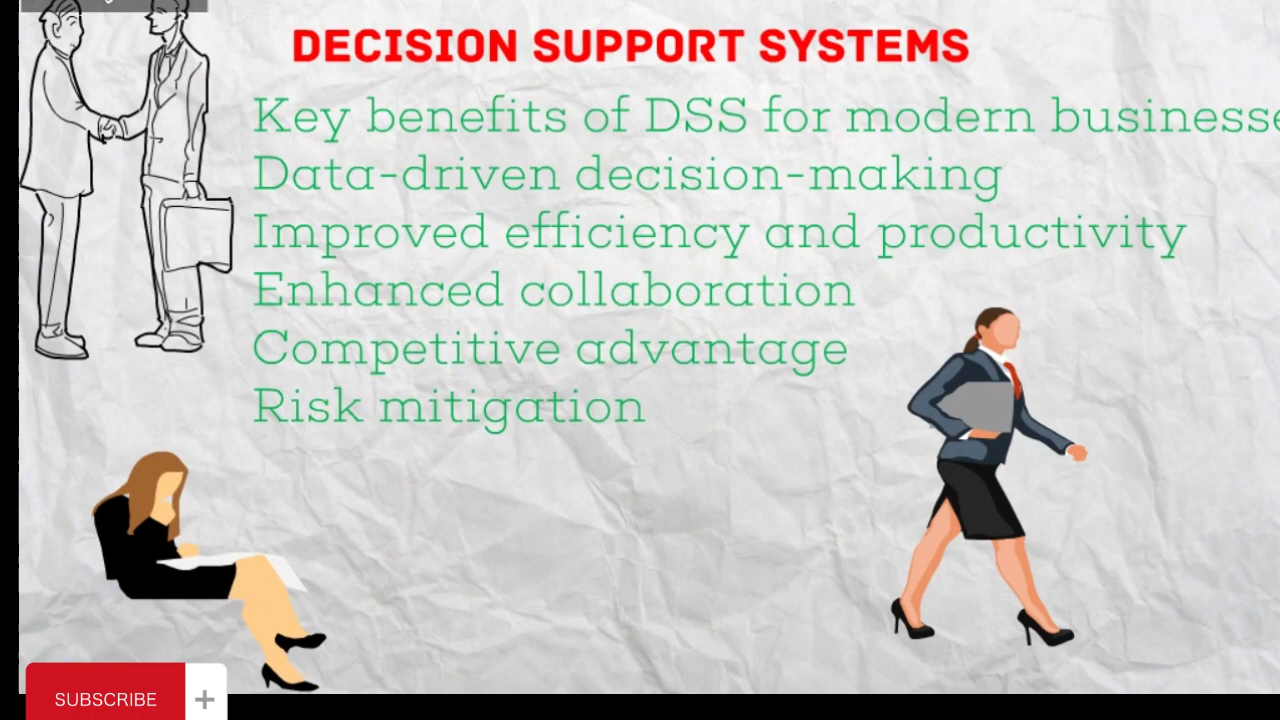 DECISION SUPPORT SYSTEMS
Key benefits of DSS for modern businesse
Data-driven decision-making
Improved efficiency and productivity
Enhanced collaboration
Competitive advantage
Risk mitigation
SUBSCRIBE +